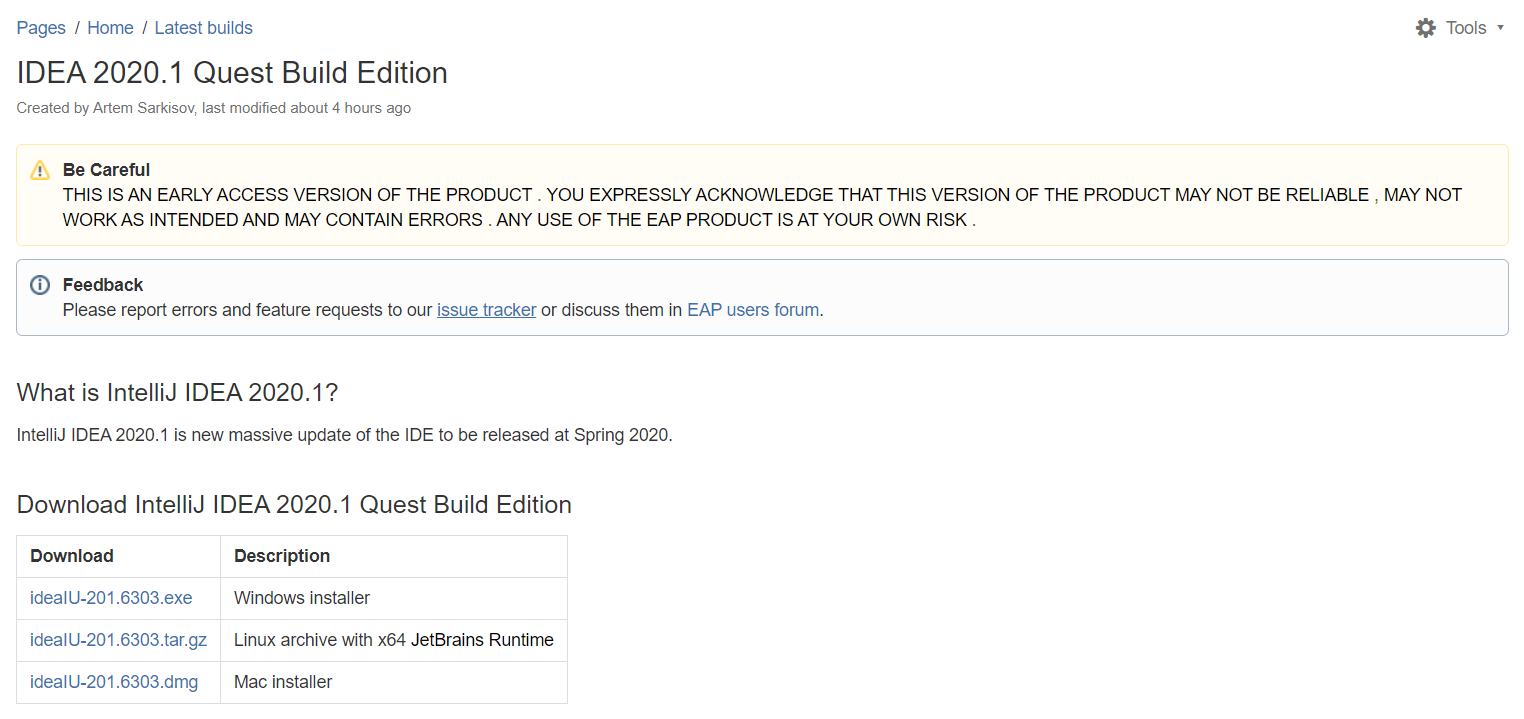 Pages / Home / Latest builds
Tools
IDEA 2020.1 Quest Build Edition
Created by Artem Sarkisov, last modified about 4 hours ago
Be Careful
THIS IS AN EARLY ACCESS VERSION OF THE PRODUCT . YOU EXPRESSLY ACKNOWLEDGE THAT THIS VERSION OF THE PRODUCT MAY NOT BE RELIABLE , MAY NOT
WORK AS INTENDED AND MAY CONTAIN ERRORS . ANY USE OF THE EAP PRODUCT IS AT YOUR OWN RISK .
Feedback
Please report errors and feature requests to our issue tracker or discuss them in EAP users forum.
What is IntelliJ IDEA 2020.1?
IntelliJ IDEA 2020.1 is new massive update of the IDE to be released at Spring 2020.
Download IntelliJ IDEA 2020.1 Quest Build Edition
Download Description
ideaIU-201.6303.exe Windows installer
ideaIU-201.6303.tar.gz Linux archive with x64 JetBrains Runtime
ideaIU-201.6303.dmg Mac installer